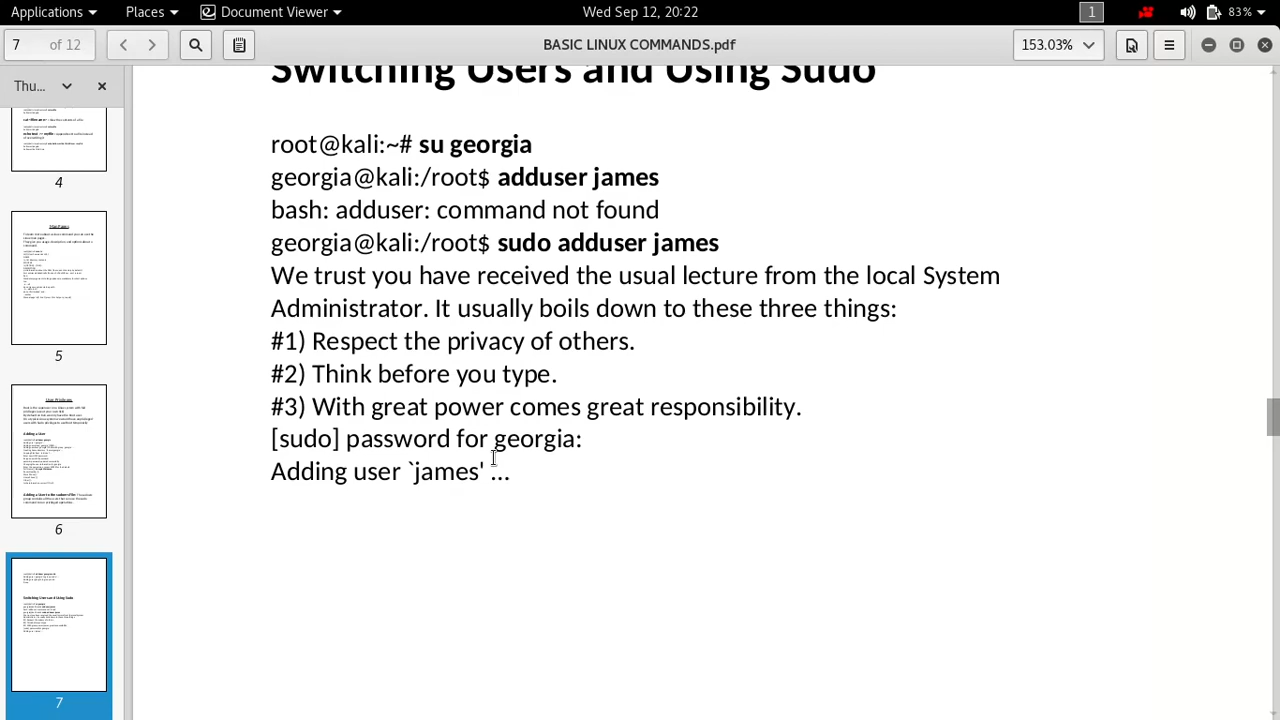 Applications Places Document Viewer Wed Sep 12, 20:22 1 83%
7 of 12 BASIC LINUX COMMANDS.pdf 153.03%
Thu...
4
5
6
7
Switching Users and Using Sudo
root@kali:~# su georgia
georgia@kali:/root$ adduser james
bash: adduser: command not found
georgia@kali:/root$ sudo adduser james
We trust you have received the usual lecture from the local System
Administrator. It usually boils down to these three things:
#1) Respect the privacy of others.
#2) Think before you type.
#3) With great power comes great responsibility.
[sudo] password for georgia:
Adding user `james' ...